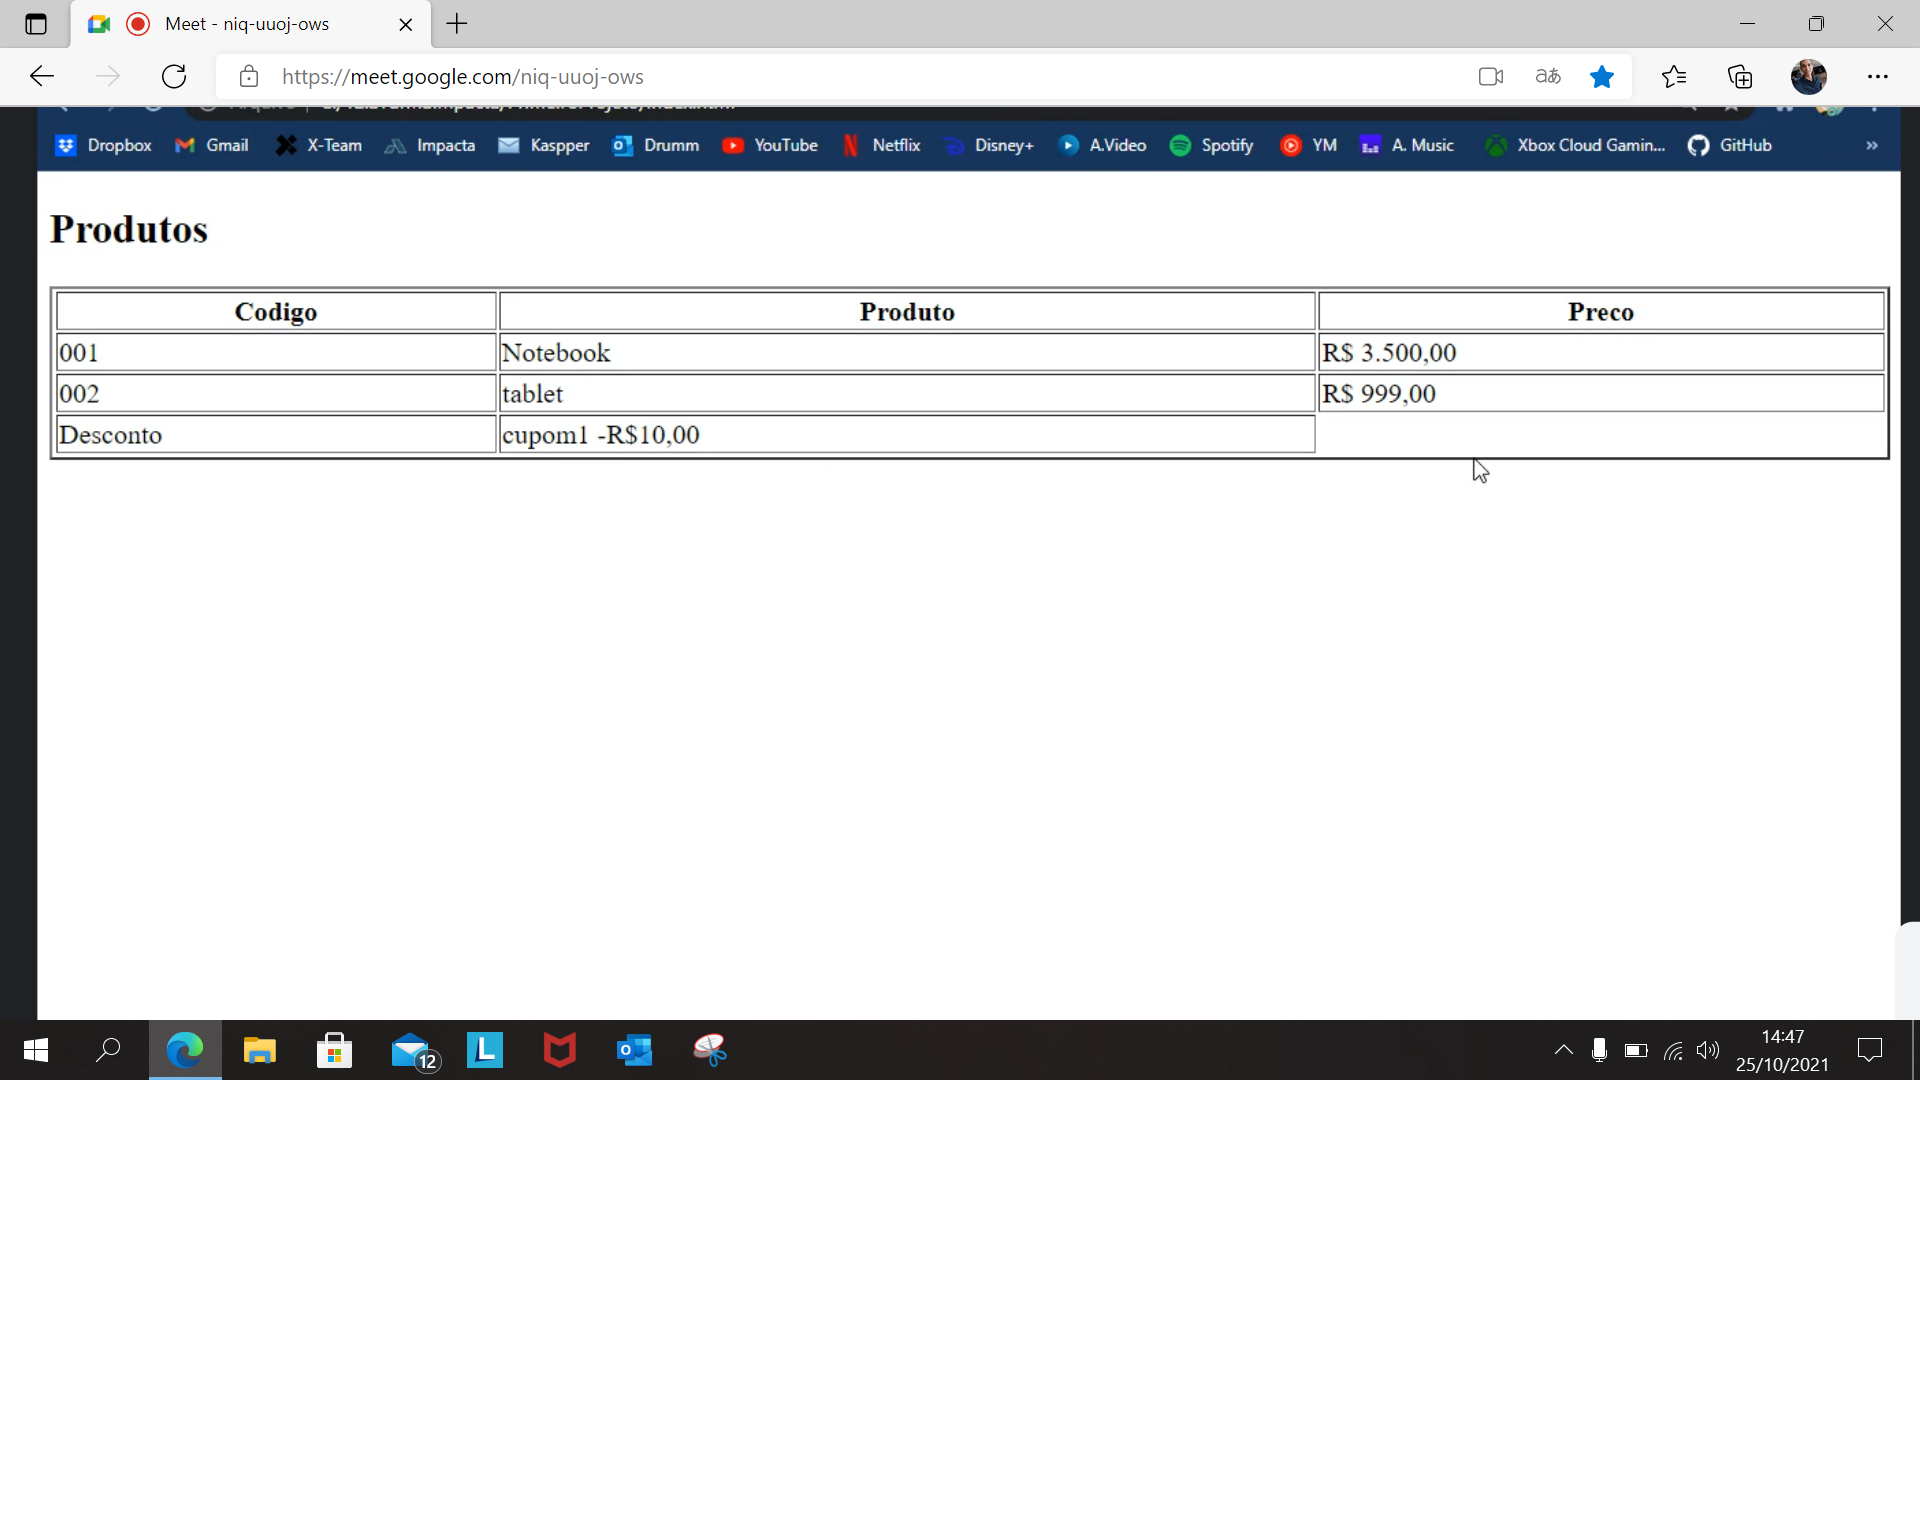 Meet - niq-uuoj-ows
https://meet.google.com/niq-uuoj-ows
Dropbox Gmail X-Team Impacta Kaspper Drumm YouTube Netflix Disney+ A.Video Spotify YM A. Music Xbox Cloud Gamin... GitHub »
Produtos
Codigo Produto Preco
001 Notebook R$ 3.500,00
002 tablet R$ 999,00
Desconto cupom1 -R$10,00
12
14:47
25/10/2021